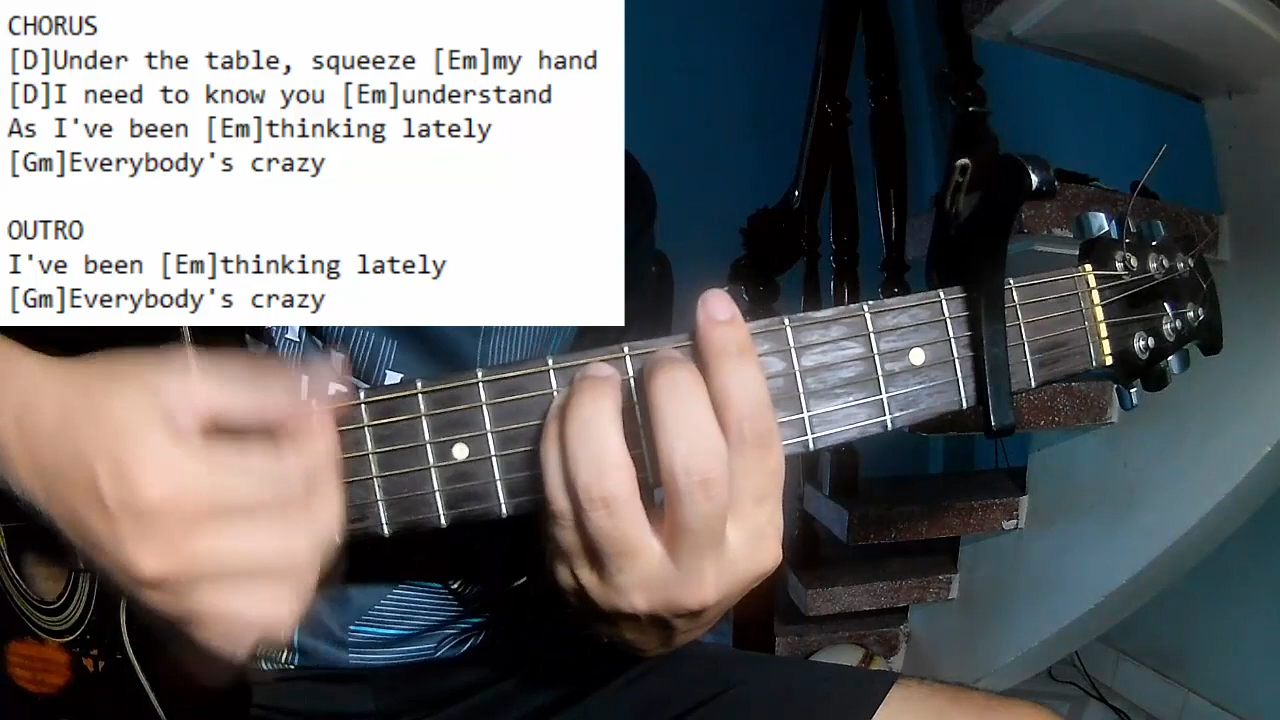 CHORUS
[D]Under the table, squeeze [Em]my hand
[D]I need to know you [Em]understand
As I've been [Em]thinking lately
[Gm]Everybody's crazy
OUTRO
I've been [Em]thinking lately
[Gm]Everybody's crazy